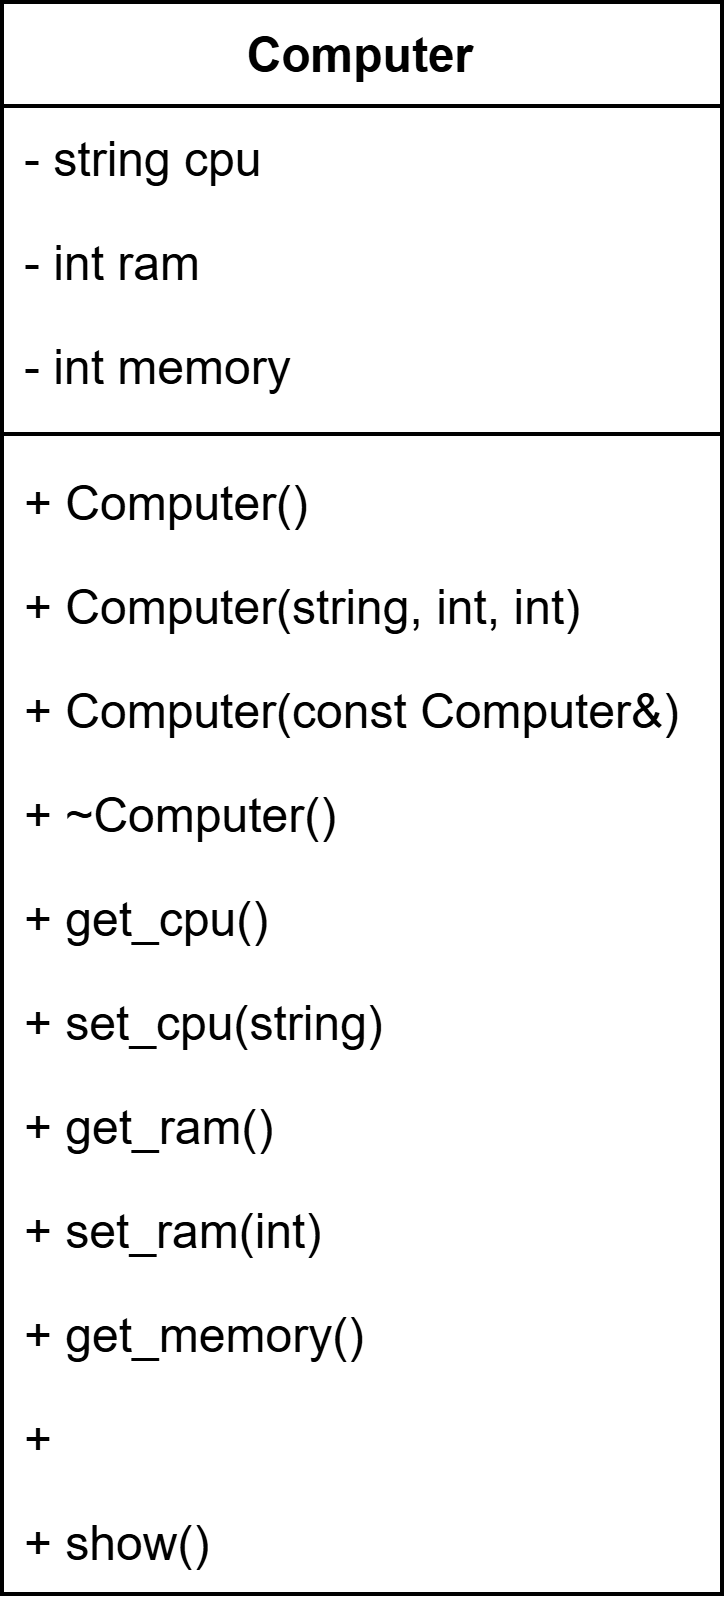 Computer
- string cpu
- int ram
- int memory
+ Computer()
+ Computer(string, int, int)
+ Computer(const Computer&)
+ ~Computer()
+ get_cpu()
+ set_cpu(string)
+ get_ram()
+ set_ram(int)
+ get_memory()
+
+ show()